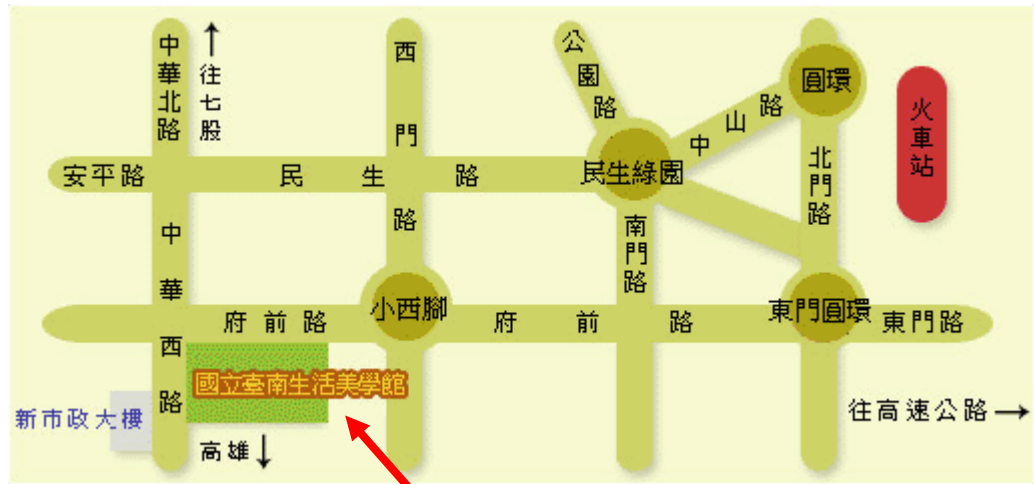 中華北路
往七股
西門路
公園路
圓環
中山路
火車站
安平路
民生路
民生綠園
北門路
南門路
中華西路
府前路
小西腳
府前路
東門圓環
東門路
國立臺南生活美學館
新市政大樓
往高速公路
高雄